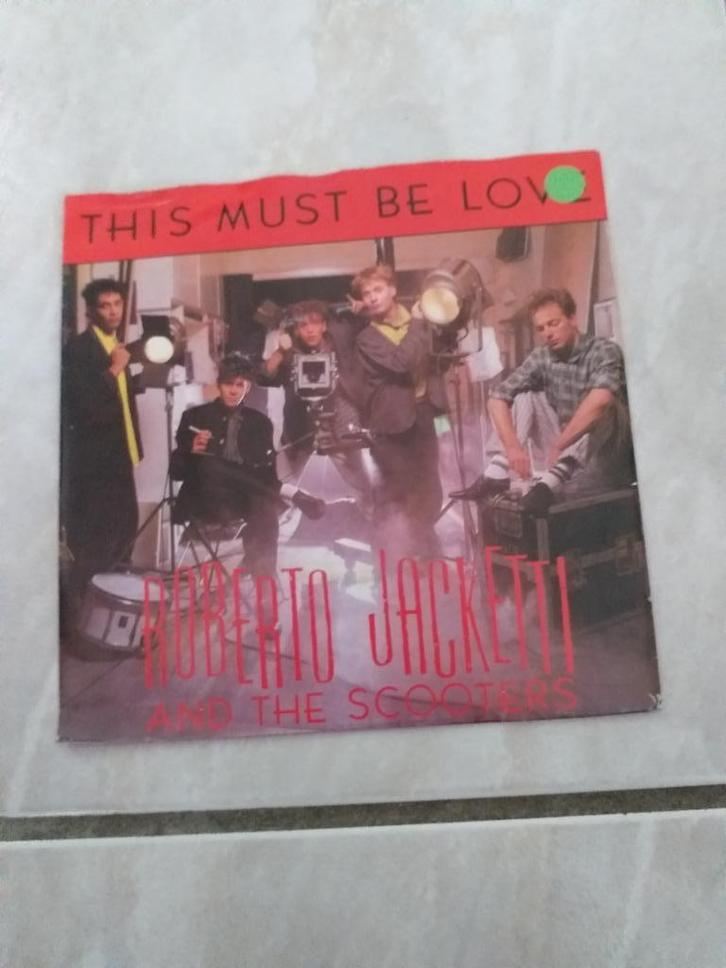 THIS MUST BE LOVE
ROBERTO JACKETTI
AND THE SCOOTERS